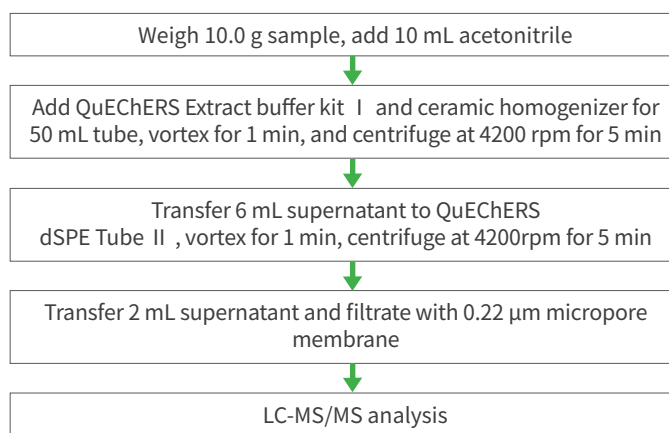 Weigh 10.0 g sample, add 10 mL acetonitrile
Add QuEChERS Extract buffer kit Ⅰ and ceramic homogenizer for
50 mL tube, vortex for 1 min, and centrifuge at 4200 rpm for 5 min
Transfer 6 mL supernatant to QuEChERS
dSPE Tube Ⅱ , vortex for 1 min, centrifuge at 4200rpm for 5 min
Transfer 2 mL supernatant and filtrate with 0.22 μm micropore
membrane
LC-MS/MS analysis